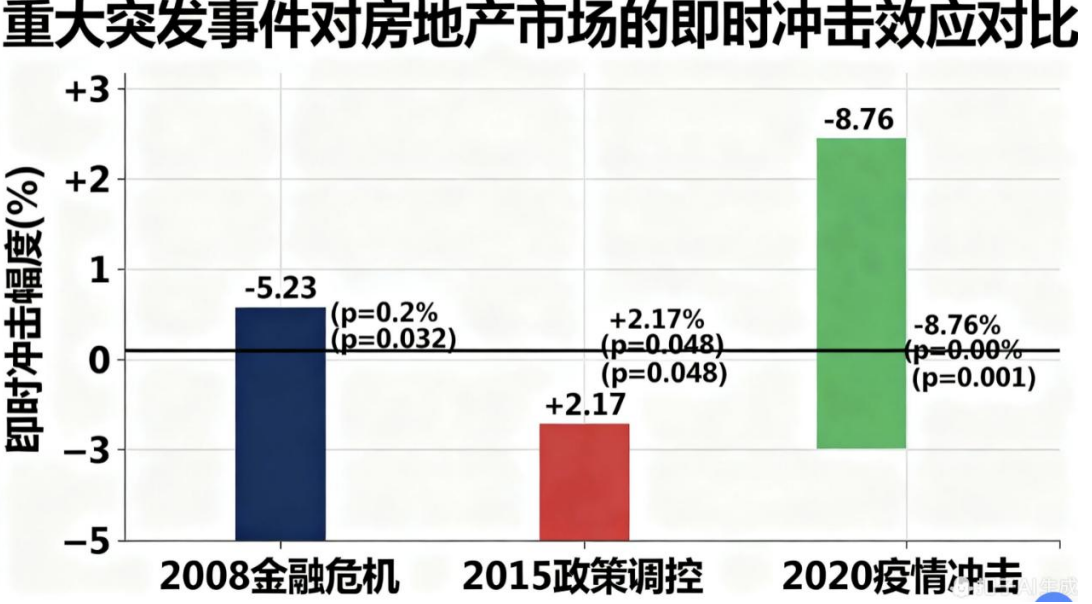 重大突发事件对房地产市场的即时冲击效应对比
即时冲击幅度(%)
+3
+2
1
0
−3
−5
-5.23
(p=0.2%
(p=0.032)
+2.17%
(p=0.048)
(p=0.048)
+2.17
-8.76
-8.76%
(p=0.00%
(p=0.001)
2008金融危机
2015政策调控
2020疫情冲击